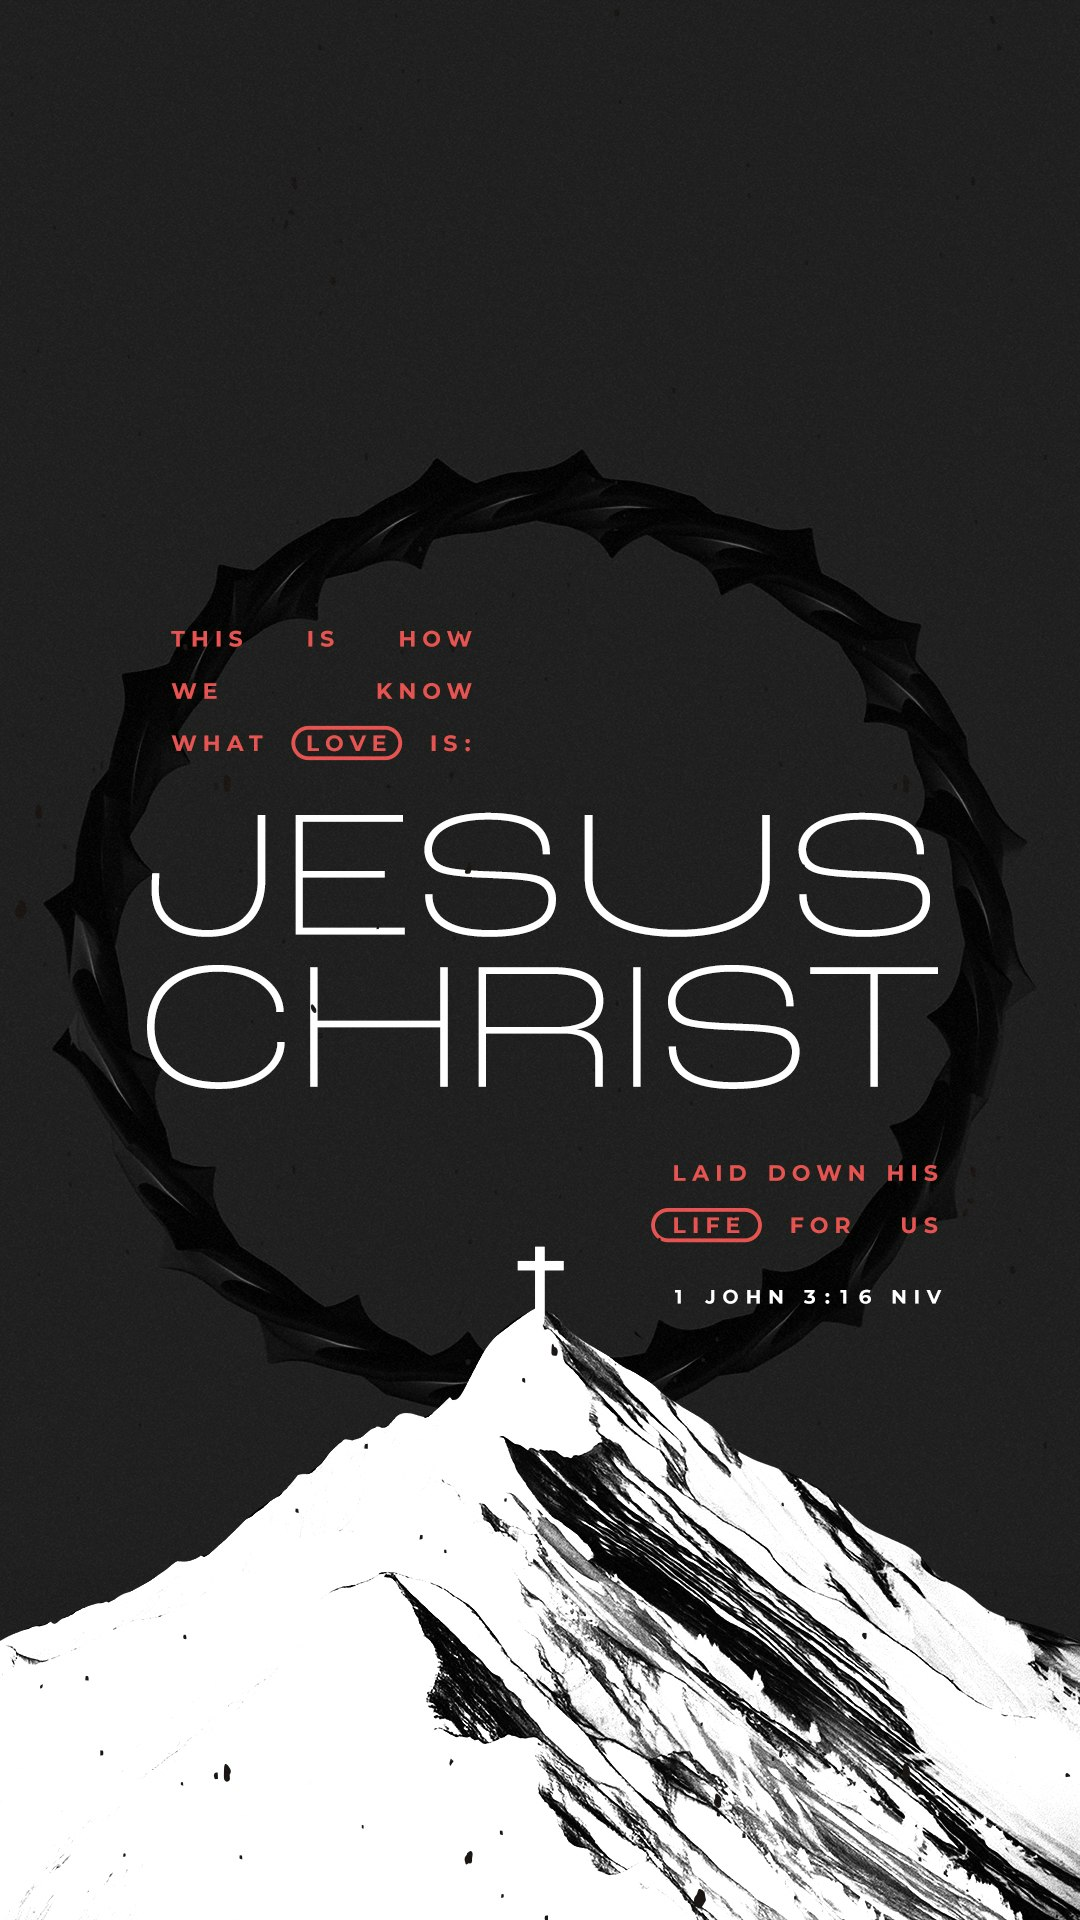 THIS IS HOW
WE KNOW
WHAT LOVE IS:
JESUS
CHRIST
LAID DOWN HIS
LIFE FOR US
1 JOHN 3:16 NIV